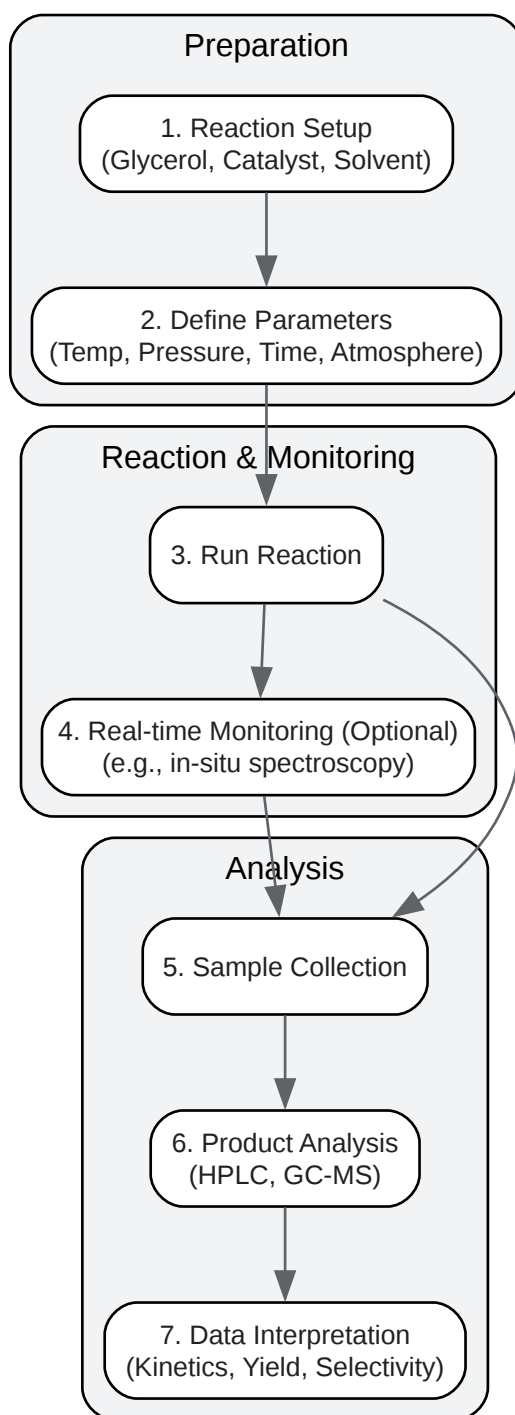 Preparation
1. Reaction Setup
(Glycerol, Catalyst, Solvent)
2. Define Parameters
(Temp, Pressure, Time, Atmosphere)
Reaction & Monitoring
3. Run Reaction
4. Real-time Monitoring (Optional)
(e.g., in-situ spectroscopy)
Analysis
5. Sample Collection
6. Product Analysis
(HPLC, GC-MS)
7. Data Interpretation
(Kinetics, Yield, Selectivity)